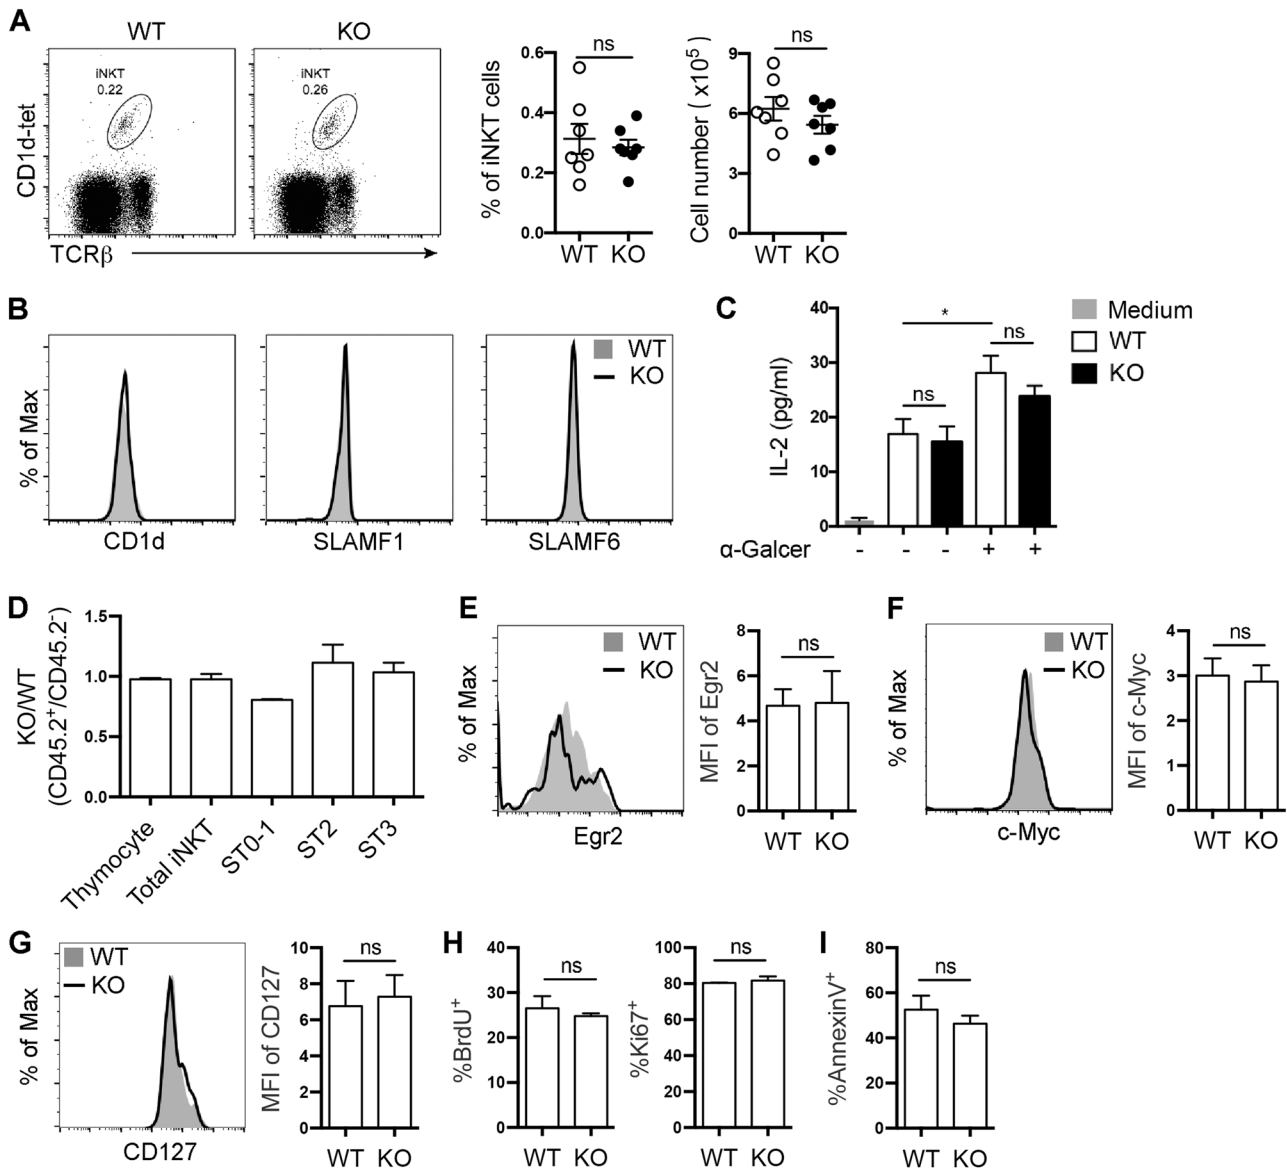 A
WT
KO
iNKT
0.22
iNKT
0.26
CD1d-tet
TCRβ
% of iNKT cells
0.6
0.4
0.2
0.0
ns
WT KO
Cell number ( x10⁵ )
9
6
3
0
ns
WT KO
B
% of Max
CD1d
SLAMF1
SLAMF6
WT
KO
C
IL-2 (pg/ml)
40
30
20
10
0
*
ns
ns
Medium
WT
KO
α-Galcer - - - + +
D
KO/WT
(CD45.2⁺/CD45.2⁻)
1.5
1.0
0.5
0.0
Thymocyte
Total iNKT
ST0-1
ST2
ST3
E
% of Max
WT
KO
Egr2
MFI of Egr2
8
6
4
2
0
ns
WT KO
F
% of Max
WT
KO
c-Myc
MFI of c-Myc
4
3
2
1
0
ns
WT KO
G
% of Max
WT
KO
CD127
MFI of CD127
10
8
6
4
2
0
ns
WT KO
H
%BrdU⁺
40
30
20
10
0
ns
WT KO
%Ki67⁺
100
80
60
40
20
0
ns
WT KO
I
%AnnexinV⁺
80
60
40
20
0
ns
WT KO